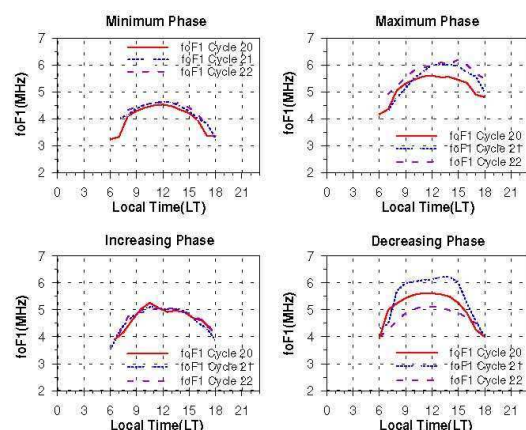 Minimum Phase
7
6
5
4
3
2
foF1(MHz)
foF1 Cycle 20
foF1 Cycle 21
foF1 Cycle 22
0 3 6 9 12 15 18 21
Local Time(LT)
Maximum Phase
7
6
5
4
3
2
foF1(MHz)
foF1 Cycle 20
foF1 Cycle 21
foF1 Cycle 22
0 3 6 9 12 15 18 21
Local Time(LT)
Increasing Phase
7
6
5
4
3
2
foF1(MHz)
foF1 Cycle 20
foF1 Cycle 21
foF1 Cycle 22
0 3 6 9 12 15 18 21
Local Time(LT)
Decreasing Phase
7
6
5
4
3
2
foF1(MHz)
foF1 Cycle 20
foF1 Cycle 21
foF1 Cycle 22
0 3 6 9 12 15 18 21
Local Time(LT)